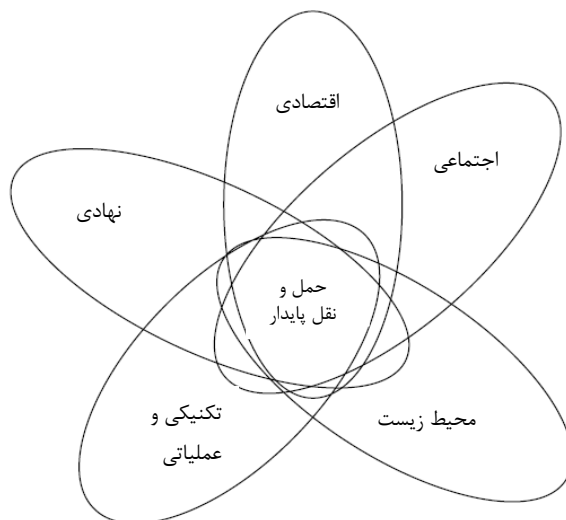 اقتصادی
اجتماعی
نهادی
حمل و
نقل پایدار
تکنیکی و
عملیاتی
محیط زیست